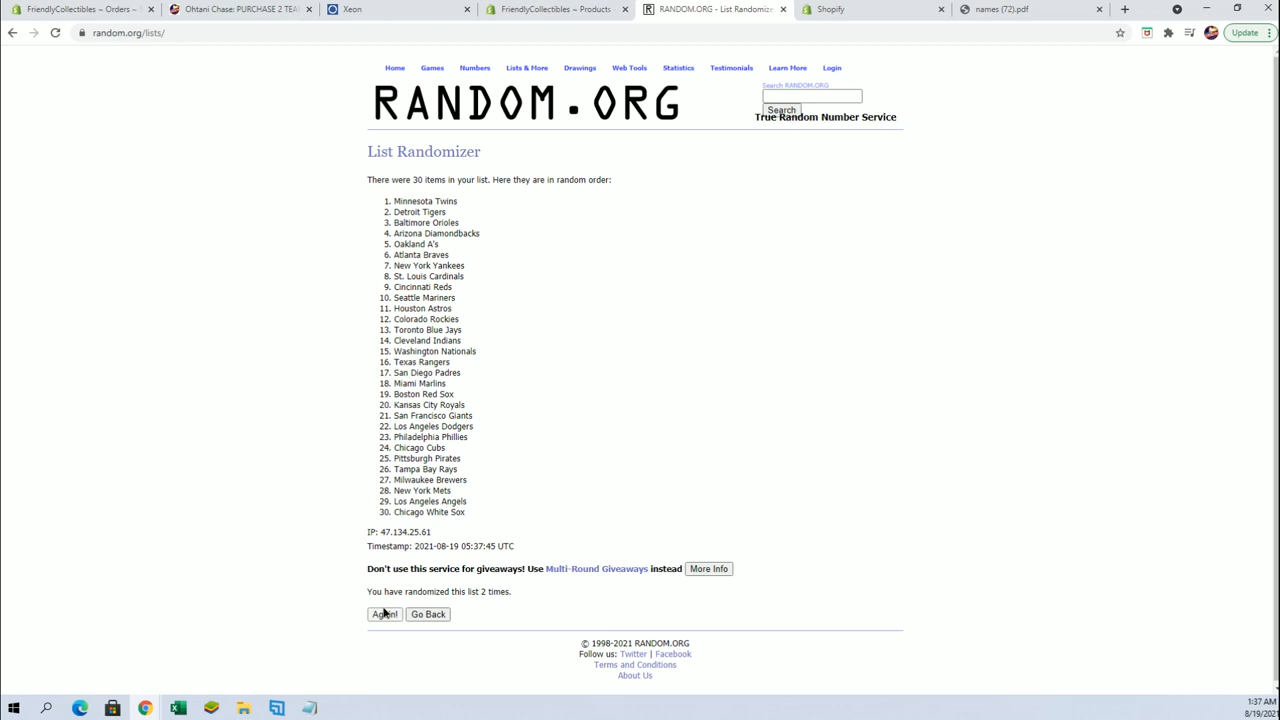 FriendlyCollectibles ~ Orders ~ S
Ohtani Chase: PURCHASE 2 TEA
Xeon
FriendlyCollectibles ~ Products
RANDOM.ORG - List Randomize
Shopify
names (72).pdf
random.org/lists/
Update
Home Games Numbers Lists & More Drawings Web Tools Statistics Testimonials Learn More Login
Search RANDOM.ORG
Search
RANDOM.ORG
True Random Number Service
List Randomizer
There were 30 items in your list. Here they are in random order:
1. Minnesota Twins
2. Detroit Tigers
3. Baltimore Orioles
4. Arizona Diamondbacks
5. Oakland A's
6. Atlanta Braves
7. New York Yankees
8. St. Louis Cardinals
9. Cincinnati Reds
10. Seattle Mariners
11. Houston Astros
12. Colorado Rockies
13. Toronto Blue Jays
14. Cleveland Indians
15. Washington Nationals
16. Texas Rangers
17. San Diego Padres
18. Miami Marlins
19. Boston Red Sox
20. Kansas City Royals
21. San Francisco Giants
22. Los Angeles Dodgers
23. Philadelphia Phillies
24. Chicago Cubs
25. Pittsburgh Pirates
26. Tampa Bay Rays
27. Milwaukee Brewers
28. New York Mets
29. Los Angeles Angels
30. Chicago White Sox
IP: 47.134.25.61
Timestamp: 2021-08-19 05:37:45 UTC
Don't use this service for giveaways! Use Multi-Round Giveaways instead More Info
You have randomized this list 2 times.
Again! Go Back
© 1998-2021 RANDOM.ORG
Follow us: Twitter | Facebook
Terms and Conditions
About Us
1:37 AM
8/19/2021